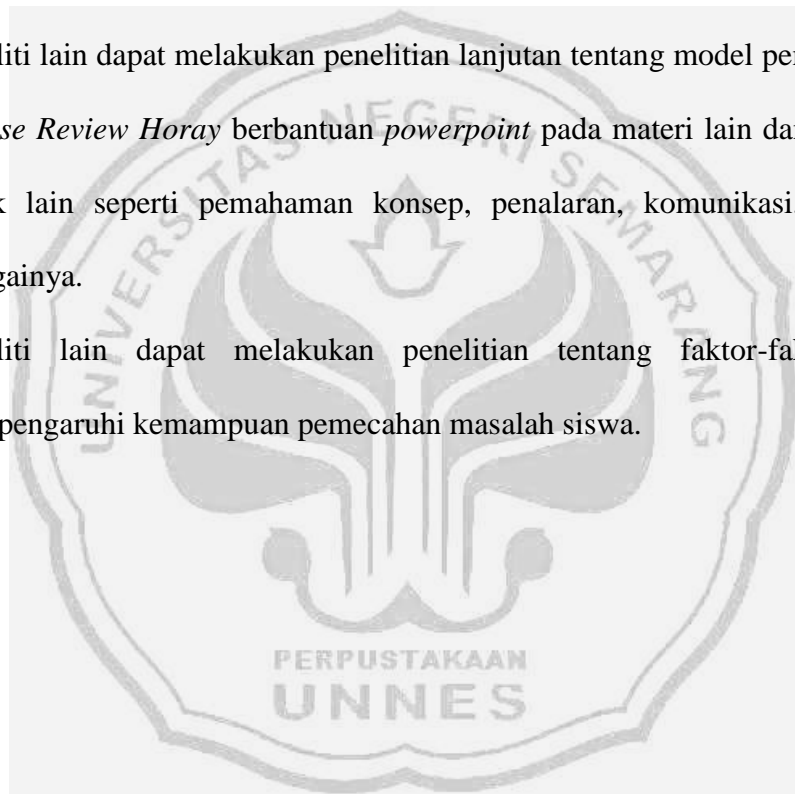 liti lain dapat melakukan penelitian lanjutan tentang model pe
se Review Horay berbantuan powerpoint pada materi lain da
k lain seperti pemahaman konsep, penalaran, komunikasi
gainya.
liti lain dapat melakukan penelitian tentang faktor-fa
pengaruhi kemampuan pemecahan masalah siswa.
UNIVERSITAS NEGERI SEMARANG
PERPUSTAKAAN
UNNES